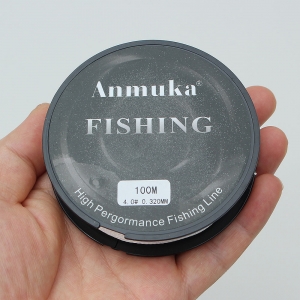 Anmuka®
FISHING
100M
4.0# 0.320MM
High Pergormance Fishing Line